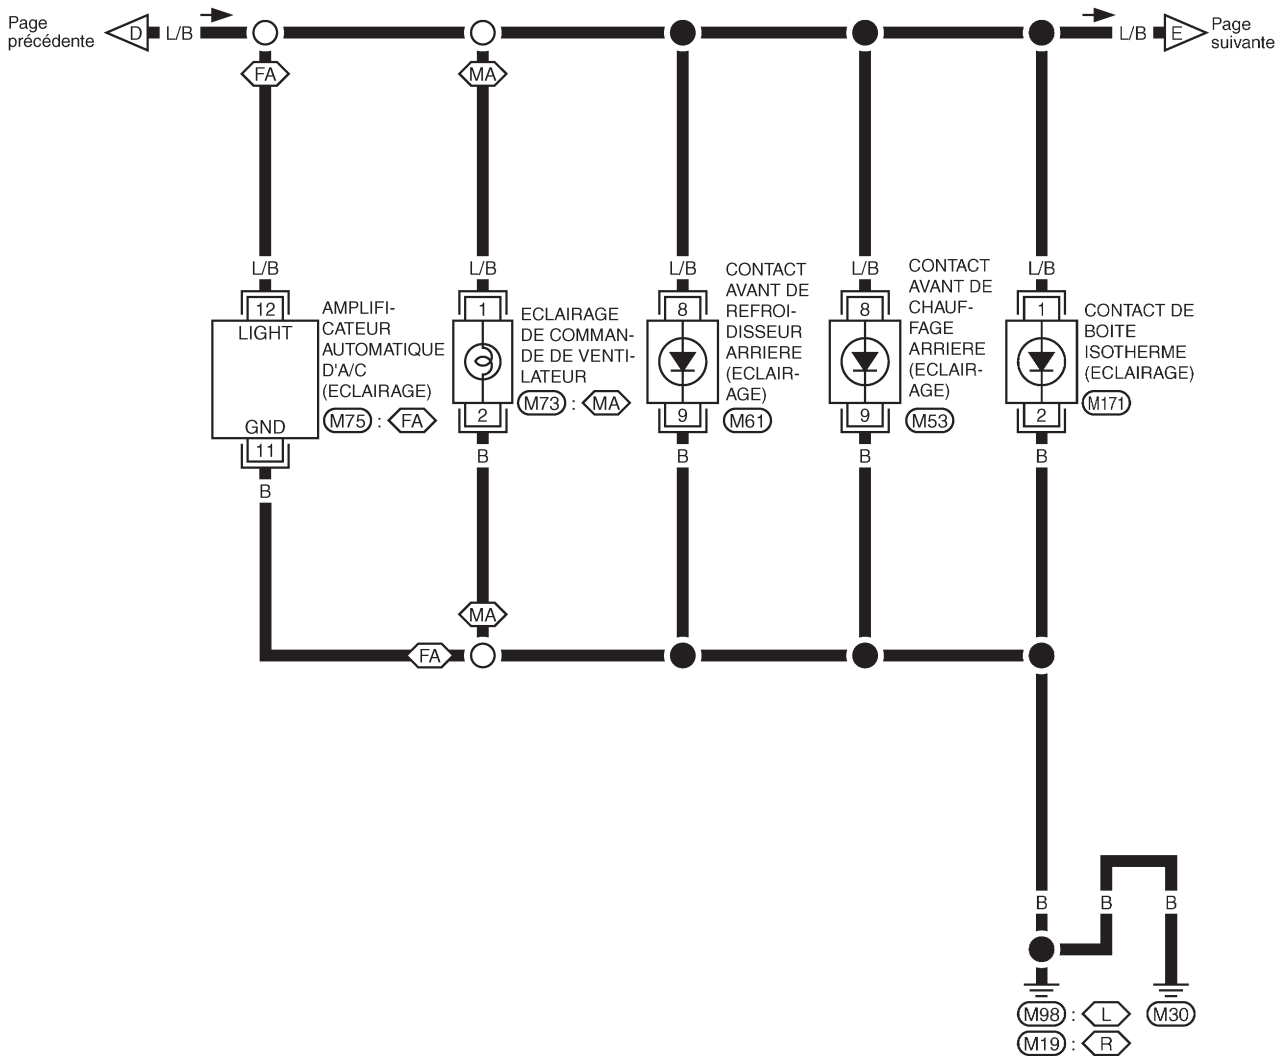 Page
précédente
D
L/B
L/B
E
Page
suivante
FA
MA
L/B
L/B
L/B
L/B
L/B
12
LIGHT
GND
11
AMPLIFI-
CATEUR
AUTOMATIQUE
D'A/C
(ECLAIRAGE)
M75 : FA
1
2
ECLAIRAGE
DE COMMAN-
DE DE VENTI-
LATEUR
M73 : MA
8
9
CONTACT
AVANT DE
REFROI-
DISSEUR
ARRIERE
(ECLAIR-
AGE)
M61
8
9
CONTACT
AVANT DE
CHAUF-
FAGE
ARRIERE
(ECLAIR-
AGE)
M53
1
2
CONTACT DE
BOITE
ISOTHERME
(ECLAIRAGE)
M171
B
B
B
B
B
MA
FA
B
B
B
M98 : L
M19 : R
M30